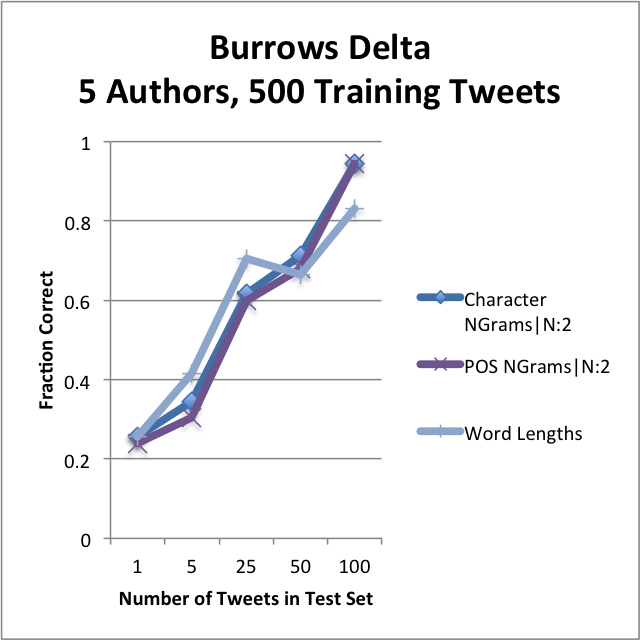 Burrows Delta
5 Authors, 500 Training Tweets
1
0.8
0.6
0.4
0.2
0
Fraction Correct
1 5 25 50 100
Number of Tweets in Test Set
Character
NGrams|N:2
POS NGrams|N:2
Word Lengths